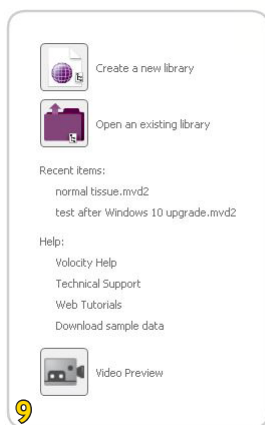 Create a new library
Open an existing library
Recent items:
normal tissue.mvd2
test after Windows 10 upgrade.mvd2
Help:
Volocity Help
Technical Support
Web Tutorials
Download sample data
Video Preview
9